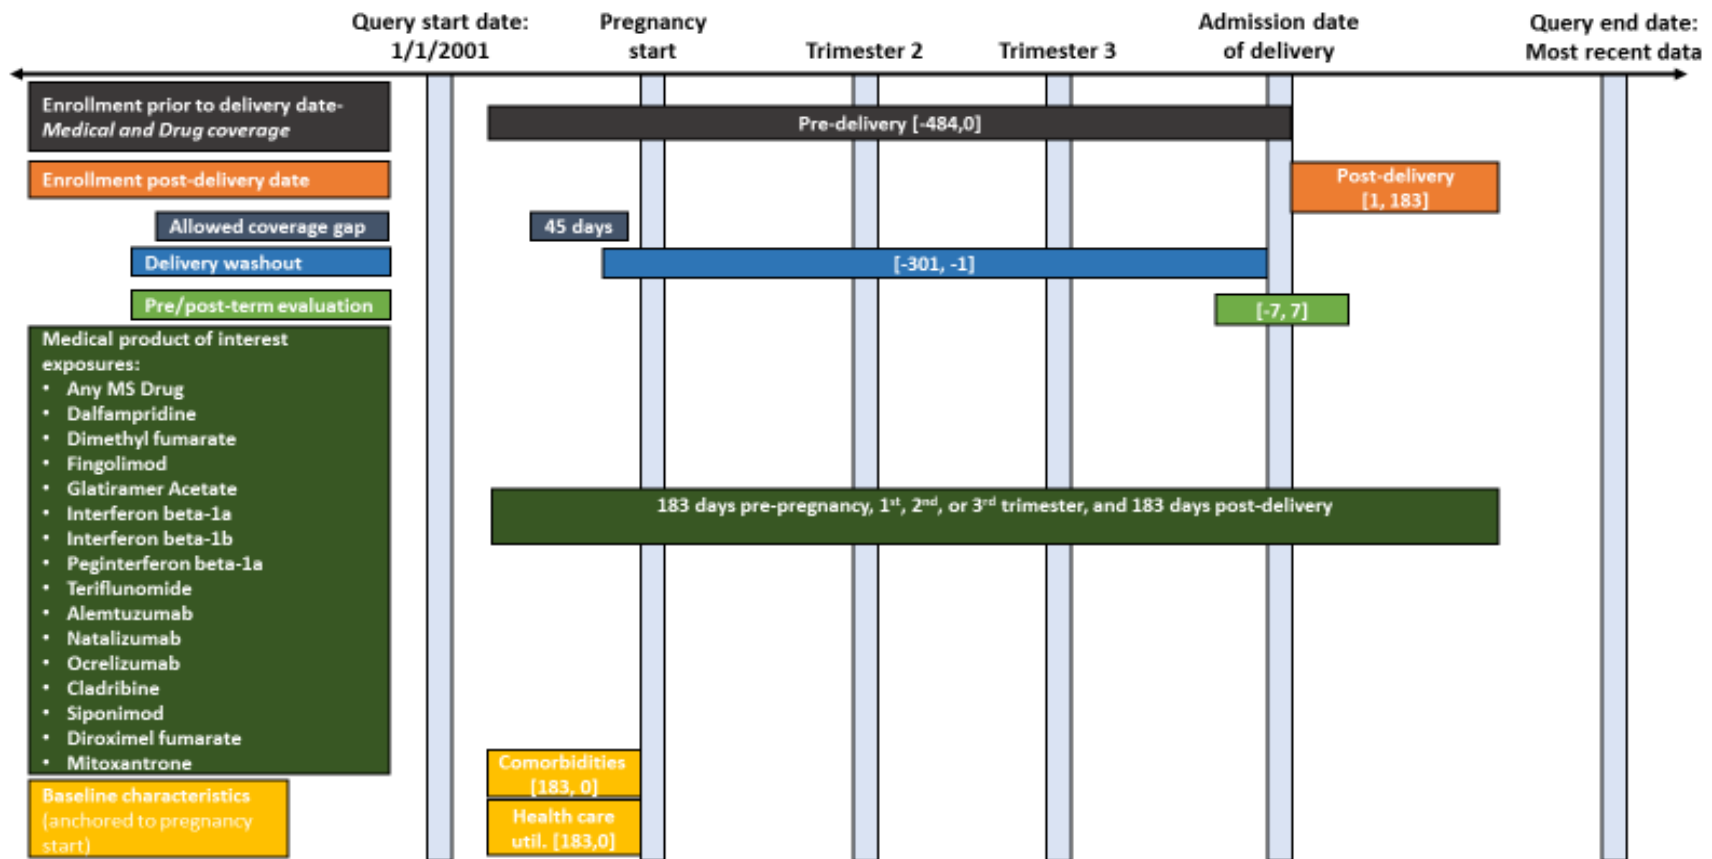 Query start date:
1/1/2001
Pregnancy
start
Trimester 2
Trimester 3
Admission date
of delivery
Query end date:
Most recent data
Enrollment prior to delivery date-
Medical and Drug coverage
Pre-delivery [-484,0]
Enrollment post-delivery date
Post-delivery
[1, 183]
Allowed coverage gap
45 days
Delivery washout
[-301, -1]
Pre/post-term evaluation
[-7, 7]
Medical product of interest
exposures:
• Any MS Drug
• Dalfampridine
• Dimethyl fumarate
• Fingolimod
• Glatiramer Acetate
• Interferon beta-1a
• Interferon beta-1b
• Peginterferon beta-1a
• Teriflunomide
• Alemtuzumab
• Natalizumab
• Ocrelizumab
• Cladribine
• Siponimod
• Diroximel fumarate
• Mitoxantrone
183 days pre-pregnancy, 1st, 2nd, or 3rd trimester, and 183 days post-delivery
Comorbidities
[183, 0]
Baseline characteristics
(anchored to pregnancy
start)
Health care
util. [183,0]